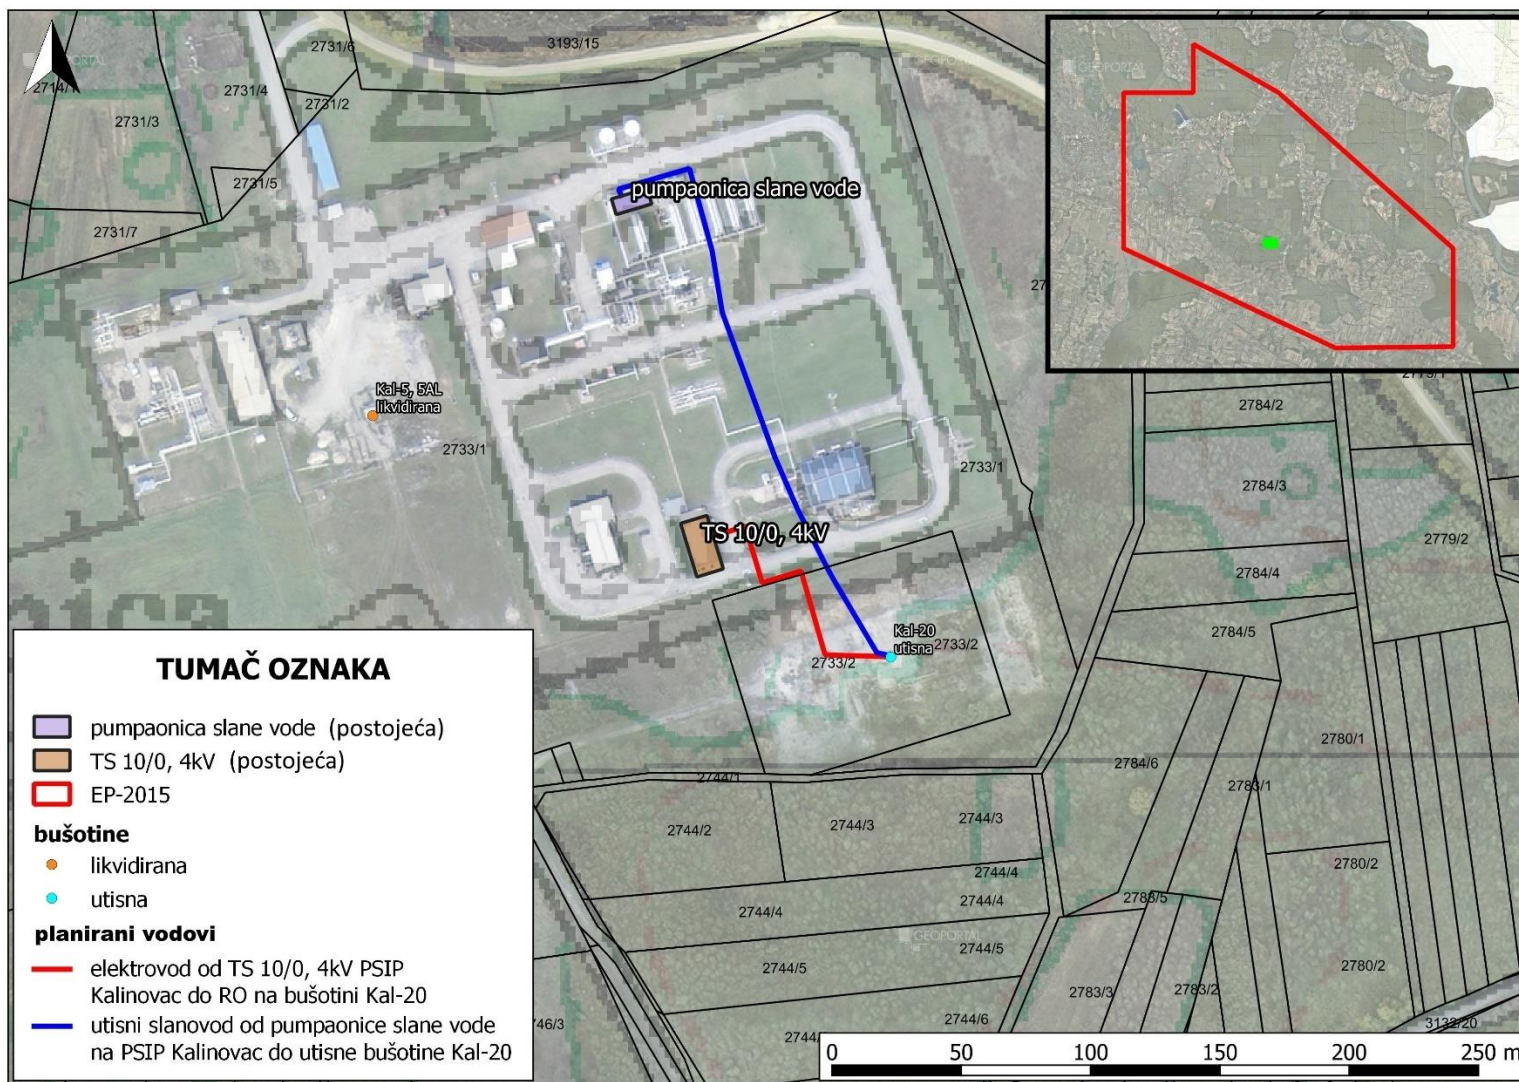 GEOPORTAL
2731/6
3193/15
GEOPORTAL
GEOPORTAL
2731/4
2731/2
2731/3
2731/5
pumpaonica slane vode
2731/7
Kal-5, 5AL
likvidirana
2733/1
2733/1
2784/2
2784/3
2779/2
TS 10/0, 4kV
2784/4
Kal-20
utisna
2733/2
2733/2
2784/5
2780/1
2784/6
2783/1
2744/1
2744/2
2744/3
2744/3
2744/4
2744/4
2744/4
2780/2
2783/5
GEOPORTAL
2744/5
2744/5
2780/2
2783/3
2783/2
2744/6
3132/20
TUMAČ OZNAKA
pumpaonica slane vode (postojeća)
TS 10/0, 4kV (postojeća)
EP-2015
bušotine
likvidirana
utisna
planirani vodovi
elektrovod od TS 10/0, 4kV PSIP
Kalinovac do RO na bušotini Kal-20
utisni slanovod od pumpaonice slane vode
na PSIP Kalinovac do utisne bušotine Kal-20
0 50 100 150 200 250 m